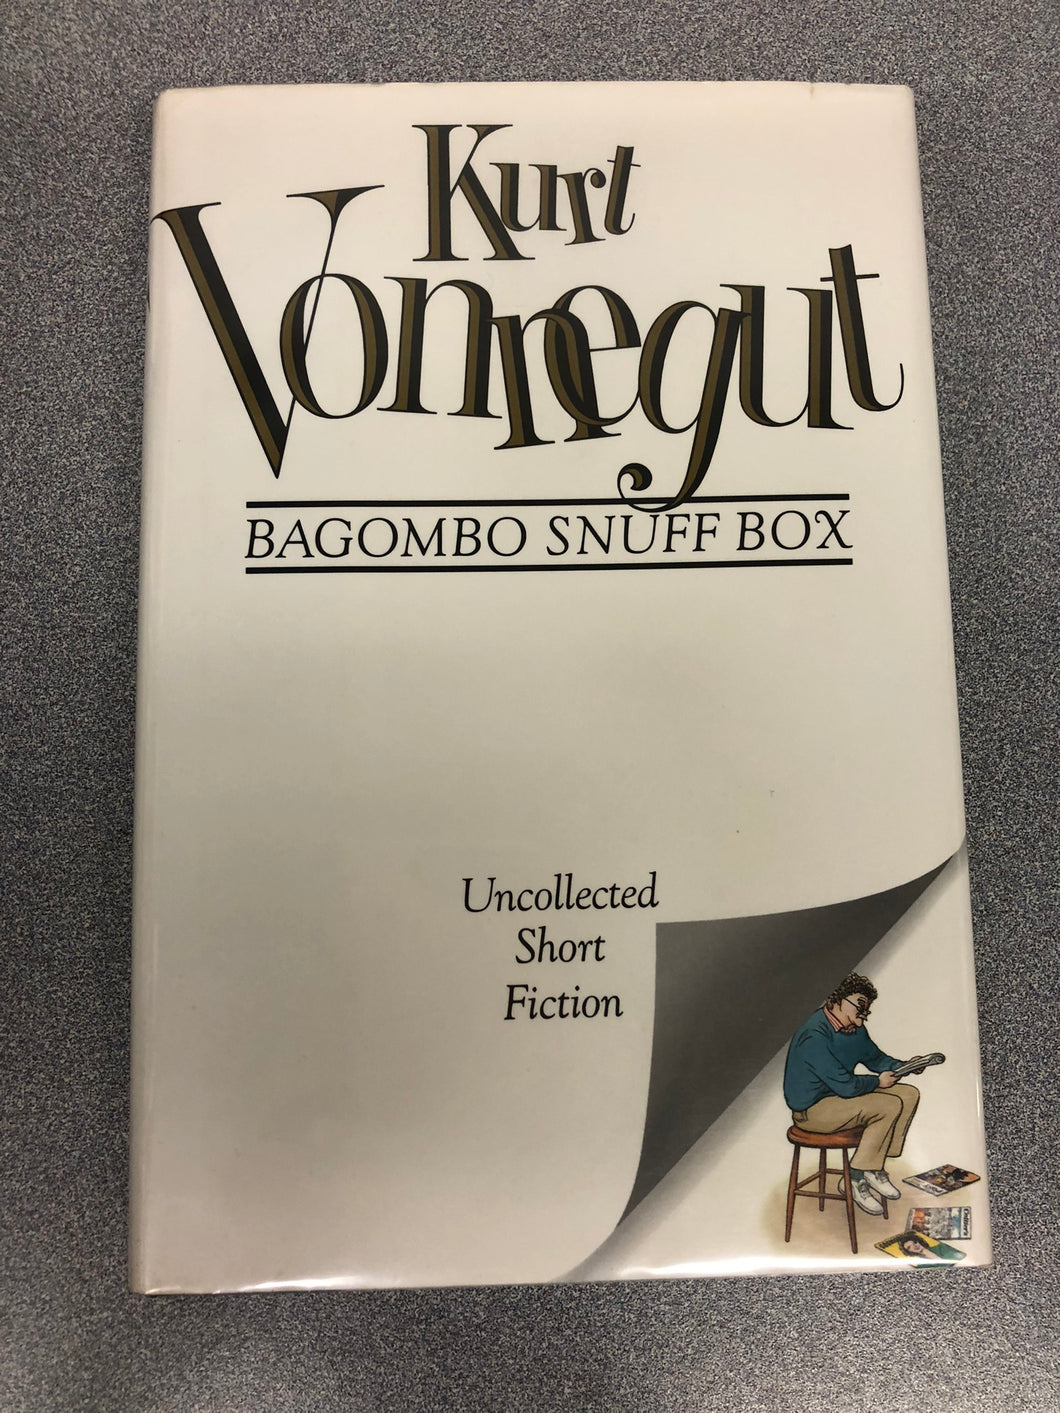 Kurt
Vonnegut
BAGOMBO SNUFF BOX
Uncollected
Short
Fiction